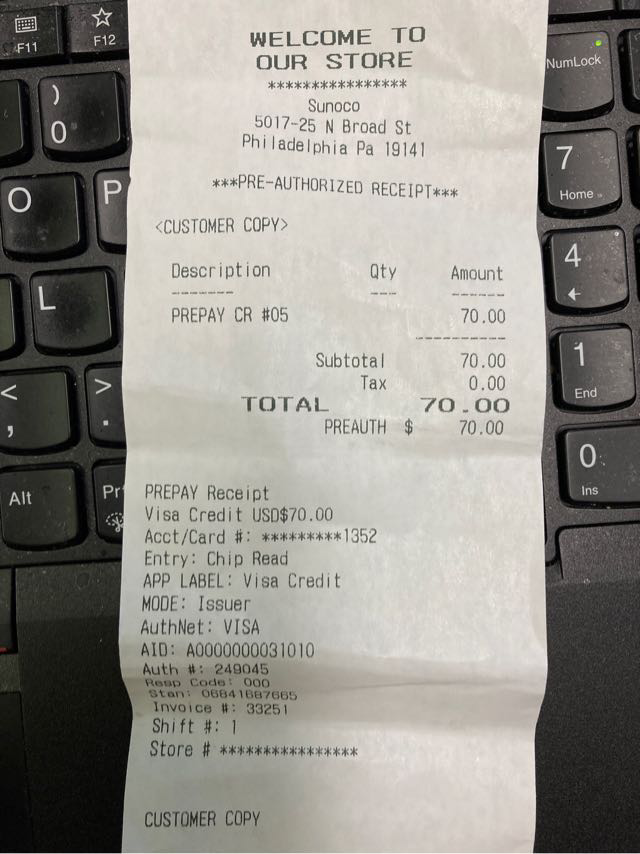 WELCOME TO
OUR STORE
*****************
Sunoco
5017-25 N Broad St
Philadelphia Pa 19141
***PRE-AUTHORIZED RECEIPT***
<CUSTOMER COPY>
Description Qty Amount
PREPAY CR #05 70.00
Subtotal 70.00
Tax 0.00
TOTAL 70.00
PREAUTH $ 70.00
PREPAY Receipt
Visa Credit USD$70.00
Acct/Card #: *********1352
Entry: Chip Read
APP LABEL: Visa Credit
MODE: Issuer
AuthNet: VISA
AID: A0000000031010
Auth #: 249045
Resp Code: 000
Stan: 06841687665
Invoice #: 33251
Shift #: 1
Store # ****************
CUSTOMER COPY
F11
F12
)
0
O
P
L
<
,
>
.
Alt
NumLock
7
Home
4
1
End
0
Ins